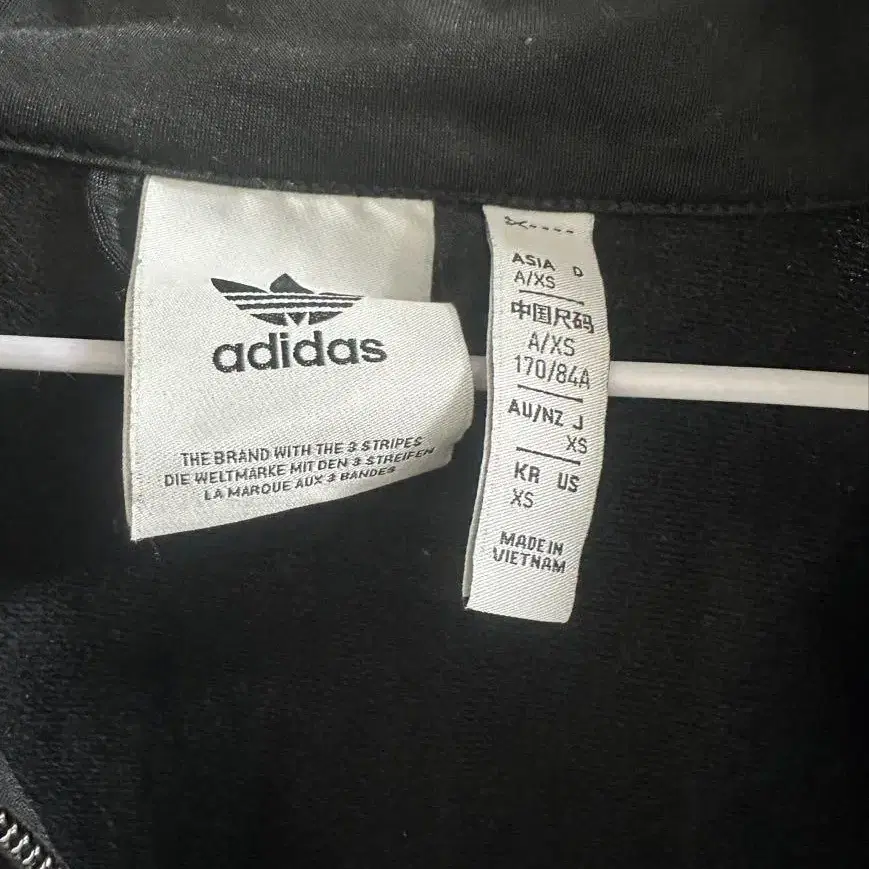 adidas
THE BRAND WITH THE 3 STRIPES
DIE WELTMARKE MIT DEN 3 STREIFEN
LA MARQUE AUX 3 BANDES
ASIA D
A/XS
中国尺码
A/XS
170/84A
AU/NZ J
XS
KR US
XS
MADE IN
VIETNAM